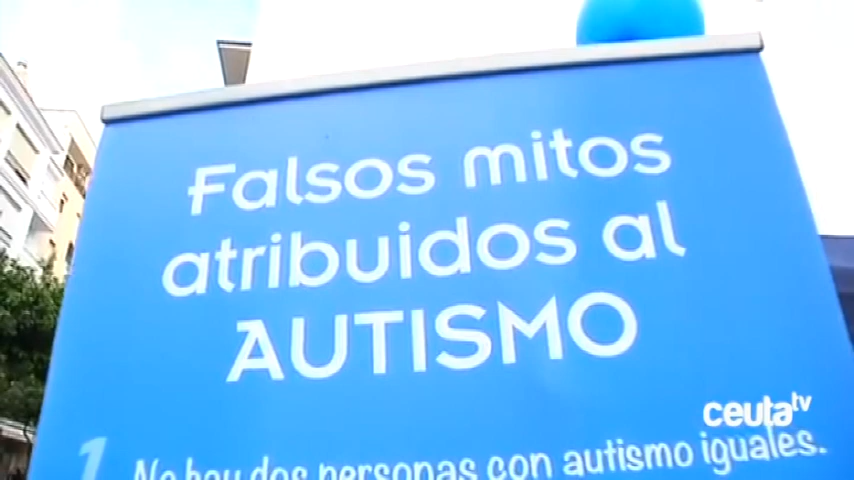 Falsos mitos
atribuidos al
AUTISMO
ceuta tv
1 No hay dos personas con autismo iguales.